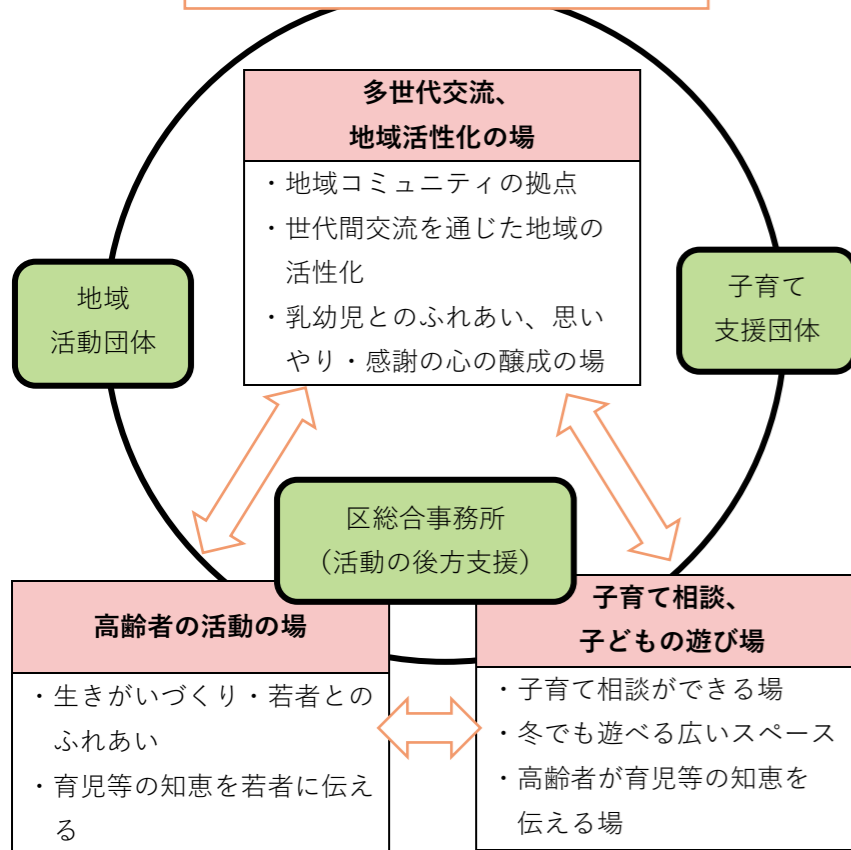 多世代交流、
地域活性化の場
・地域コミュニティの拠点
・世代間交流を通じた地域の
活性化
・乳幼児とのふれあい、思い
やり・感謝の心の醸成の場
地域
活動団体
子育て
支援団体
区総合事務所
(活動の後方支援)
高齢者の活動の場
・生きがいづくり・若者との
ふれあい
・育児等の知恵を若者に伝え
る
子育て相談、
子どもの遊び場
・子育て相談ができる場
・冬でも遊べる広いスペース
・高齢者が育児等の知恵を
伝える場